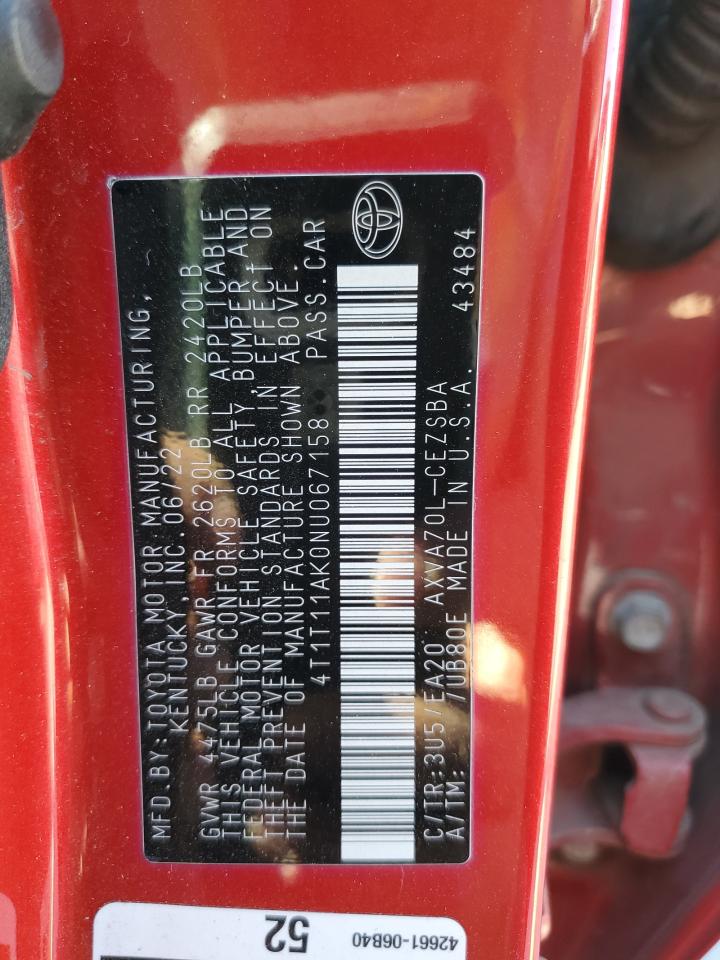 MFD.BY:TOYOTA MOTOR MANUFACTURING,
KENTUCKY, INC. 06/22
GVWR 4475LB GAWR FR 2620LB RR 2420LB
THIS VEHICLE CONFORMS TO ALL APPLICABLE
FEDERAL MOTOR VEHICLE SAFETY, BUMPER AND
THEFT PREVENTION STANDARDS IN EFFECT ON
THE DATE OF MANUFACTURE SHOWN ABOVE.
4T1T11AK0NU067158 PASS.CAR
C/TR:3U5/EA20 AXVA70L-CEZSBA
A/TM: /UB80E MADE IN U.S.A. 43484
52
42661-06B40